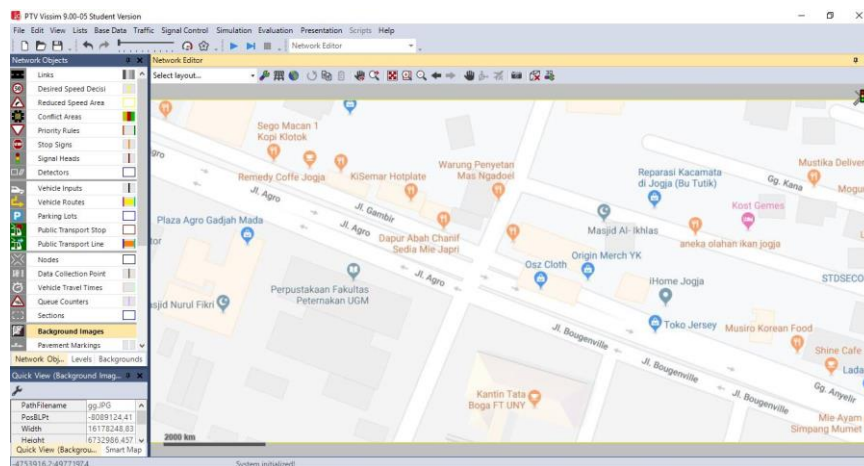 PTV Vissim 9.00-05 Student Version
File Edit View Lists Base Data Traffic Signal Control Simulation Evaluation Presentation Scripts Help
Network Editor
Network Objects
Links
Desired Speed Decisi
Reduced Speed Area
Conflict Areas
Priority Rules
Stop Signs
Signal Heads
Detectors
Vehicle Inputs
Vehicle Routes
Parking Lots
Public Transport Stop
Public Transport Line
Nodes
Data Collection Point
Vehicle Travel Times
Queue Counters
Sections
Background Images
Pavement Markings
Network Obj... Levels Backgrounds
Quick View (Background Imag...
PathFilename gg.JPG
PosBLPt -8089124,41
Width 16178248,83
Height 6732986,457
Quick View (Backgrou... Smart Map
Network Editor
Select layout...
Sego Macan 1
Kopi Klotok
Remedy Coffe Jogja
KiSemar Hotplate
Warung Penyetan
Mas Ngadoel
Reparasi Kacamata
di Jogja (Bu Tutik)
Gg. Kana
Mustika Deliver
Mogu
Kost Gemes
gro
Jl. Gambir
Jl. Agro
Plaza Agro Gadjah Mada
Dapur Abah Chanif
Sedia Mie Japri
Masjid Al- Ikhlas
aneka olahan ikan jogja
tor
Osz Cloth
Origin Merch YK
Jl. Agro
Perpustakaan Fakultas
Peternakan UGM
sjid Nurul Fikri
iHome Jogja
STDSECO
Toko Jersey
Musiro Korean Food
Jl. Bougenville
Shine Cafe
Lada
Jl. Bougenville
Gg. Anyelir
Kantin Tata
Boga FT UNY
Jl. Bougenville
Mie Ayam
Simpang Mumet
2000 km
System initialized!